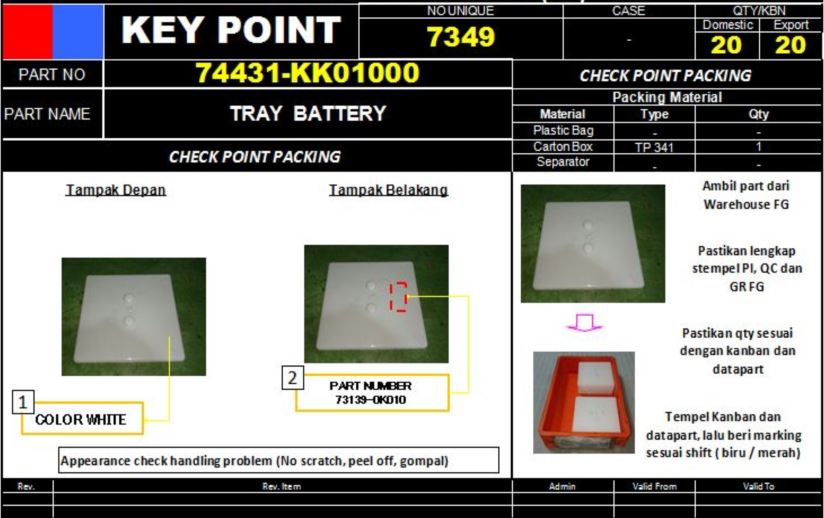 KEY POINT
NO UNIQUE
7349
CASE
-
QTY/KBN
Domestic Export
20 20
PART NO
74431-KK01000
PART NAME
TRAY BATTERY
CHECK POINT PACKING
Packing Material
Material Type Qty
Plastic Bag - -
Carton Box TP 341 1
Separator - -
CHECK POINT PACKING
Tampak Depan
Tampak Belakang
1
COLOR WHITE
2
PART NUMBER
73139-0K010
Appearance check handling problem (No scratch, peel off, gompal)
Ambil part dari
Warehouse FG
Pastikan lengkap
stempel PI, QC dan
GR FG
Pastikan qty sesuai
dengan kanban dan
datapart
Tempel Kanban dan
datapart, lalu beri marking
sesuai shift ( biru / merah)
Rev. Rev. Item Admin Valid From Valid To